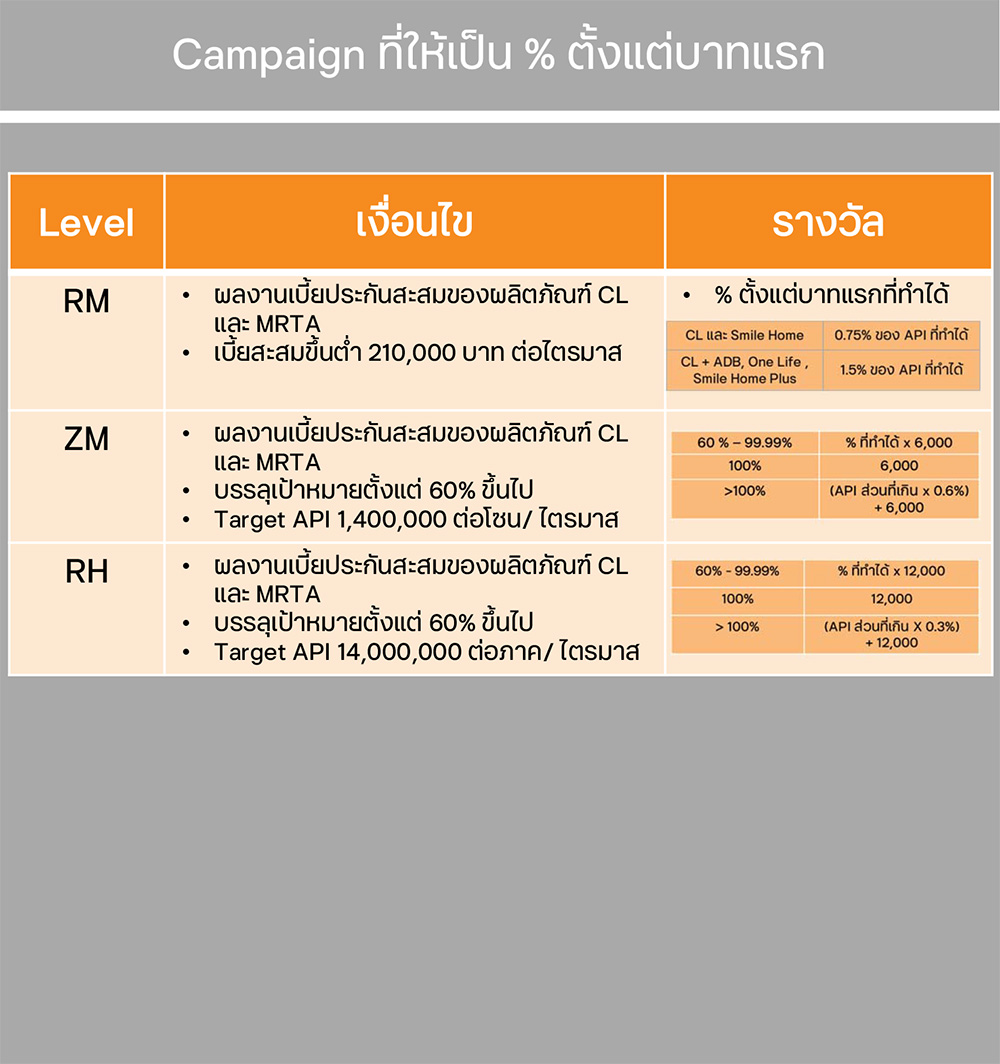 Campaign ที่ให้เป็น % ตั้งแต่บาทแรก
Level
เงื่อนไข
รางวัล
RM
• ผลงานเบี้ยประกันสะสมของผลิตภัณฑ์ CL
และ MRTA
• เบี้ยสะสมขึ้นต่ำ 210,000 บาท ต่อไตรมาส
• % ตั้งแต่บาทแรกที่ทำได้
CL และ Smile Home
0.75% ของ API ที่ทำได้
CL + ADB, One Life ,
Smile Home Plus
1.5% ของ API ที่ทำได้
ZM
• ผลงานเบี้ยประกันสะสมของผลิตภัณฑ์ CL
และ MRTA
• บรรลุเป้าหมายตั้งแต่ 60% ขึ้นไป
• Target API 1,400,000 ต่อโซน/ ไตรมาส
60 % – 99.99%
% ที่ทำได้ x 6,000
100%
6,000
>100%
(API ส่วนที่เกิน x 0.6%)
+ 6,000
RH
• ผลงานเบี้ยประกันสะสมของผลิตภัณฑ์ CL
และ MRTA
• บรรลุเป้าหมายตั้งแต่ 60% ขึ้นไป
• Target API 14,000,000 ต่อภาค/ ไตรมาส
60% - 99.99%
% ที่ทำได้ x 12,000
100%
12,000
> 100%
(API ส่วนที่เกิน X 0.3%)
+ 12,000